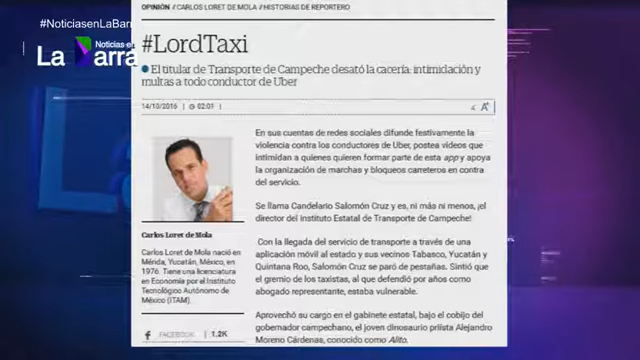 #NoticiasenLaBarra
Noticias en
La Barra
OPINIÓN / CARLOS LORET DE MOLA / HISTORIAS DE REPORTERO
#LordTaxi
El titular de Transporte de Campeche desató la cacería: intimidación y
multas a todo conductor de Uber
14/10/2016 | 02:01
A
Carlos Loret de Mola
Carlos Loret de Mola nació en
Mérida, Yucatán, México, en
1976. Tiene una licenciatura
en Economía por el Instituto
Tecnológico Autónomo de
México (ITAM).
FACEBOOK 1.2K
En sus cuentas de redes sociales difunde festivamente la
violencia contra los conductores de Uber, postea videos que
intimidan a quienes quieren formar parte de esta app y apoya
la organización de marchas y bloqueos carreteros en contra
del servicio.
Se llama Candelario Salomón Cruz y es, ni más ni menos, ¡el
director del Instituto Estatal de Transporte de Campeche!
Con la llegada del servicio de transporte a través de una
aplicación móvil al estado y sus vecinos Tabasco, Yucatán y
Quintana Roo, Salomón Cruz se paró de pestañas. Sintió que
el gremio de los taxistas, al que defendió por años como
abogado representante, estaba vulnerable.
Aprovechó su cargo en el gabinete estatal, bajo el cobijo del
gobernador campechano, el joven dinosaurio priísta Alejandro
Moreno Cárdenas, conocido como Alito.